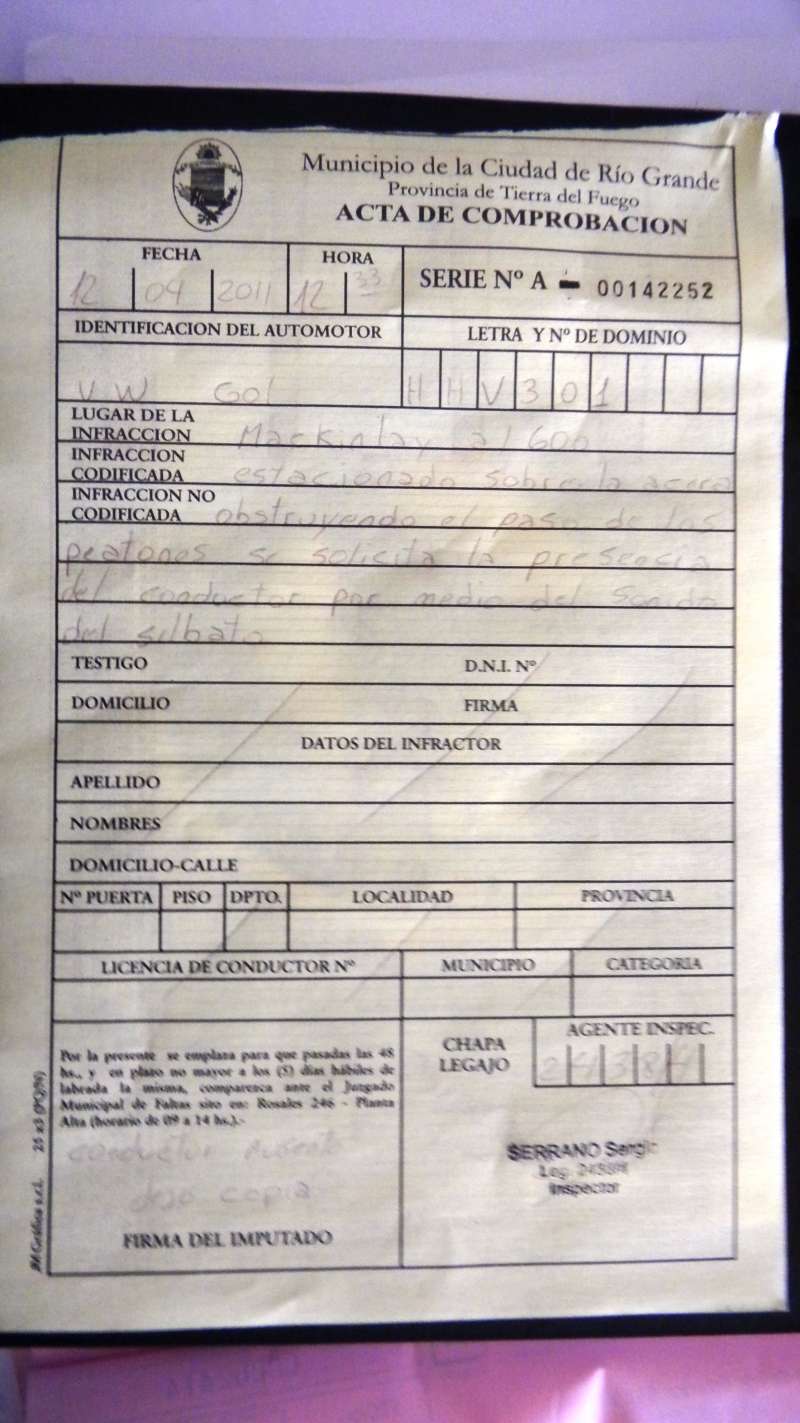 Municipio de la Ciudad de Río Grande
Provincia de Tierra del Fuego
ACTA DE COMPROBACION
FECHA
HORA
12 04 2011 12 33
SERIE Nº A - 00142252
IDENTIFICACION DEL AUTOMOTOR
LETRA Y Nº DE DOMINIO
VW Gol
HHV301
LUGAR DE LA
INFRACCION Mackinlay al 600
INFRACCION
CODIFICADA estacionado sobre la acera
INFRACCION NO
CODIFICADA obstruyendo el paso de los
peatones se solicita la presencia
del conductor por medio del sonido
del silbato
TESTIGO D.N.I. Nº
DOMICILIO FIRMA
DATOS DEL INFRACTOR
APELLIDO
NOMBRES
DOMICILIO-CALLE
Nº PUERTA PISO DPTO. LOCALIDAD PROVINCIA
LICENCIA DE CONDUCTOR Nº MUNICIPIO CATEGORIA
Por la presente se emplaza para que pasadas las 48
hs., y en plazo no mayor a los (5) días hábiles de
labrada la misma, comparezca ante el Juzgado
Municipal de Faltas sito en: Rosales 246 - Planta
Alta (horario de 09 a 14 hs.).-
conductor ausente
dejo copia
FIRMA DEL IMPUTADO
CHAPA
LEGAJO
AGENTE INSPEC.
SERRANO Sergio
Leg.
Inspector